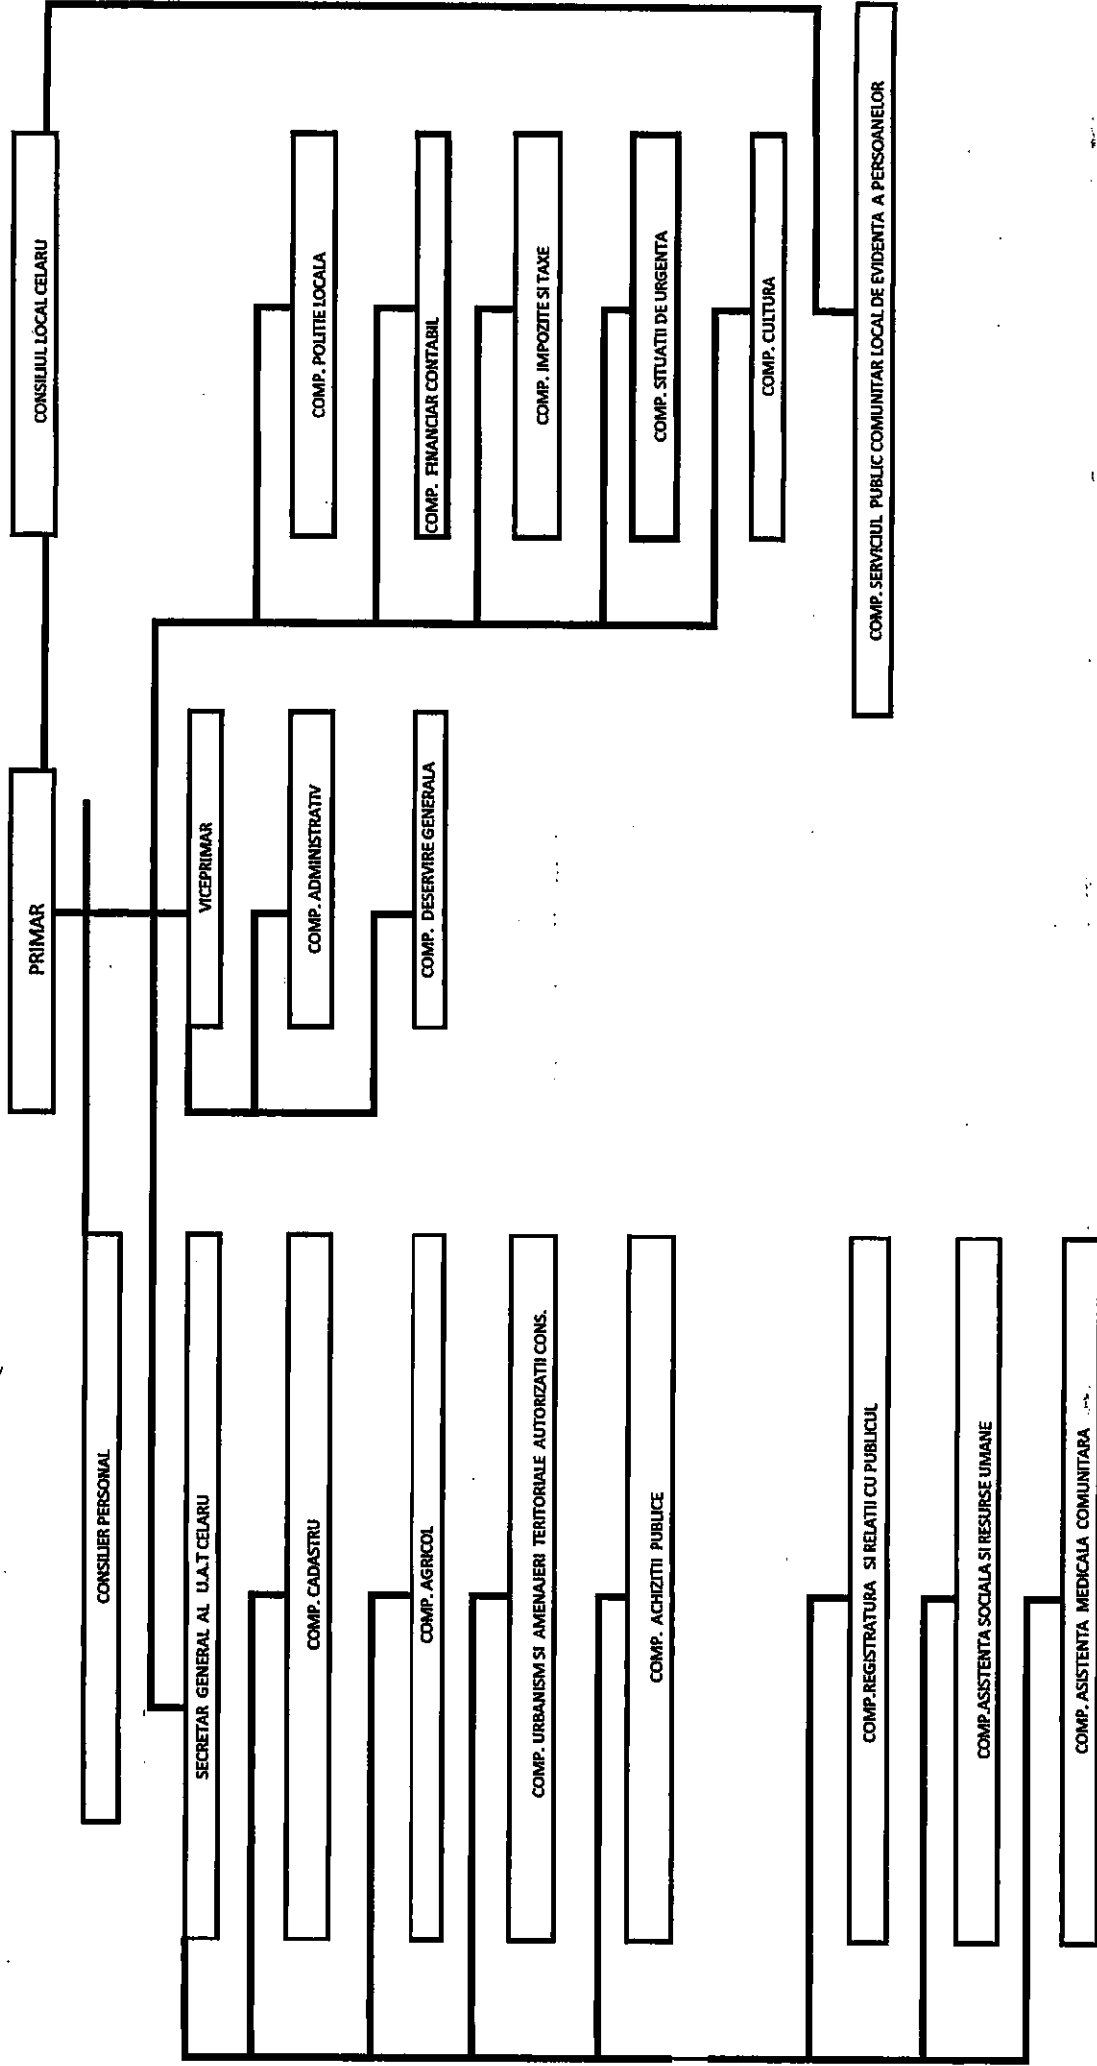 PRIMAR
CONSILIUL LOCAL CELARU
CONSILIER PERSONAL
SECRETAR GENERAL AL U.A.T CELARU
VICEPRIMAR
COMP. CADASTRU
COMP. ADMINISTRATIV
COMP. POLITIE LOCALA
COMP. AGRICOL
COMP. DESERVIRE GENERALA
COMP. FINANCIAR CONTABIL
COMP. URBANISM SI AMENAJERI TERITORIALE AUTORIZATII CONS.
COMP. IMPOZITE SI TAXE
COMP. ACHIZITII PUBLICE
COMP. SITUATII DE URGENTA
COMP. CULTURA
COMP.REGISTRATURA SI RELATII CU PUBLICUL
COMP. SERVICIUL PUBLIC COMUNITAR LOCAL DE EVIDENTA A PERSOANELOR
COMP.ASISTENTA SOCIALA SI RESURSE UMANE
COMP. ASISTENTA MEDICALA COMUNITARA